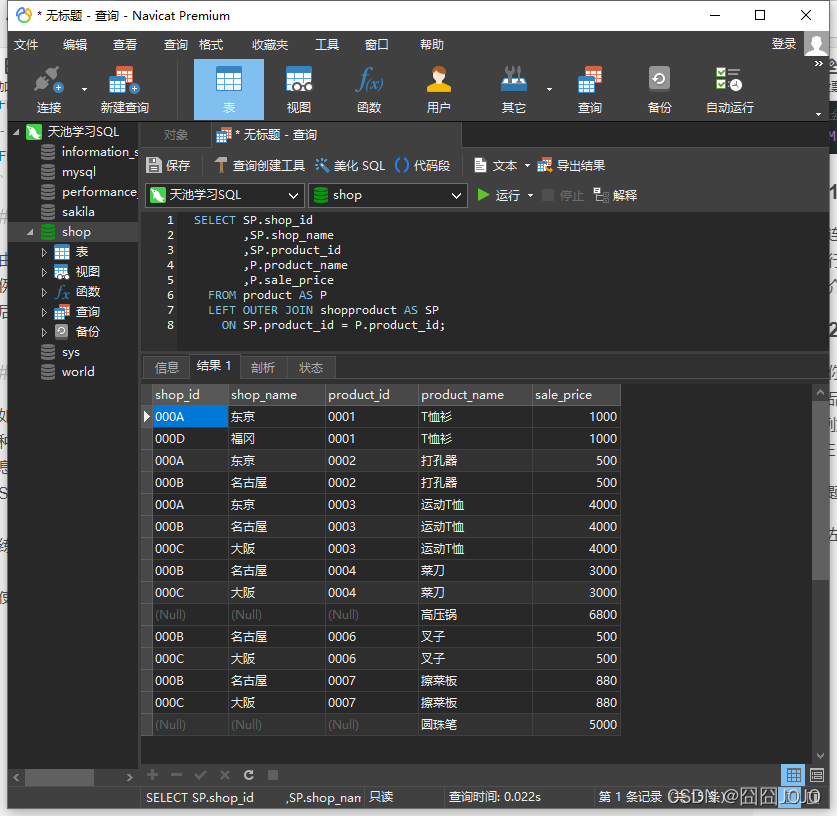 * 无标题 - 查询 - Navicat Premium
文件 编辑 查看 查询 格式 收藏夹 工具 窗口 帮助 登录
连接 新建查询 表 视图 函数 用户 其它 查询 备份 自动运行
天池学习SQL
information_s
mysql
performance_
sakila
shop
表
视图
函数
查询
备份
sys
world
对象 * 无标题 - 查询
保存 查询创建工具 美化 SQL 代码段 文本 导出结果
天池学习SQL shop 运行 停止 解释
1 SELECT SP.shop_id
2 ,SP.shop_name
3 ,SP.product_id
4 ,P.product_name
5 ,P.sale_price
6 FROM product AS P
7 LEFT OUTER JOIN shopproduct AS SP
8 ON SP.product_id = P.product_id;
信息 结果 1 剖析 状态
shop_id shop_name product_id product_name sale_price
000A 东京 0001 T恤衫 1000
000D 福冈 0001 T恤衫 1000
000A 东京 0002 打孔器 500
000B 名古屋 0002 打孔器 500
000A 东京 0003 运动T恤 4000
000B 名古屋 0003 运动T恤 4000
000C 大阪 0003 运动T恤 4000
000B 名古屋 0004 菜刀 3000
000C 大阪 0004 菜刀 3000
(Null) (Null) (Null) 高压锅 6800
000B 名古屋 0006 叉子 500
000C 大阪 0006 叉子 500
000B 名古屋 0007 擦菜板 880
000C 大阪 0007 擦菜板 880
(Null) (Null) (Null) 圆珠笔 5000
SELECT SP.shop_id ,SP.shop_nam 只读 查询时间: 0.022s 第 1 条记录 (共 15 条)
CSDN @囧囧JOJO